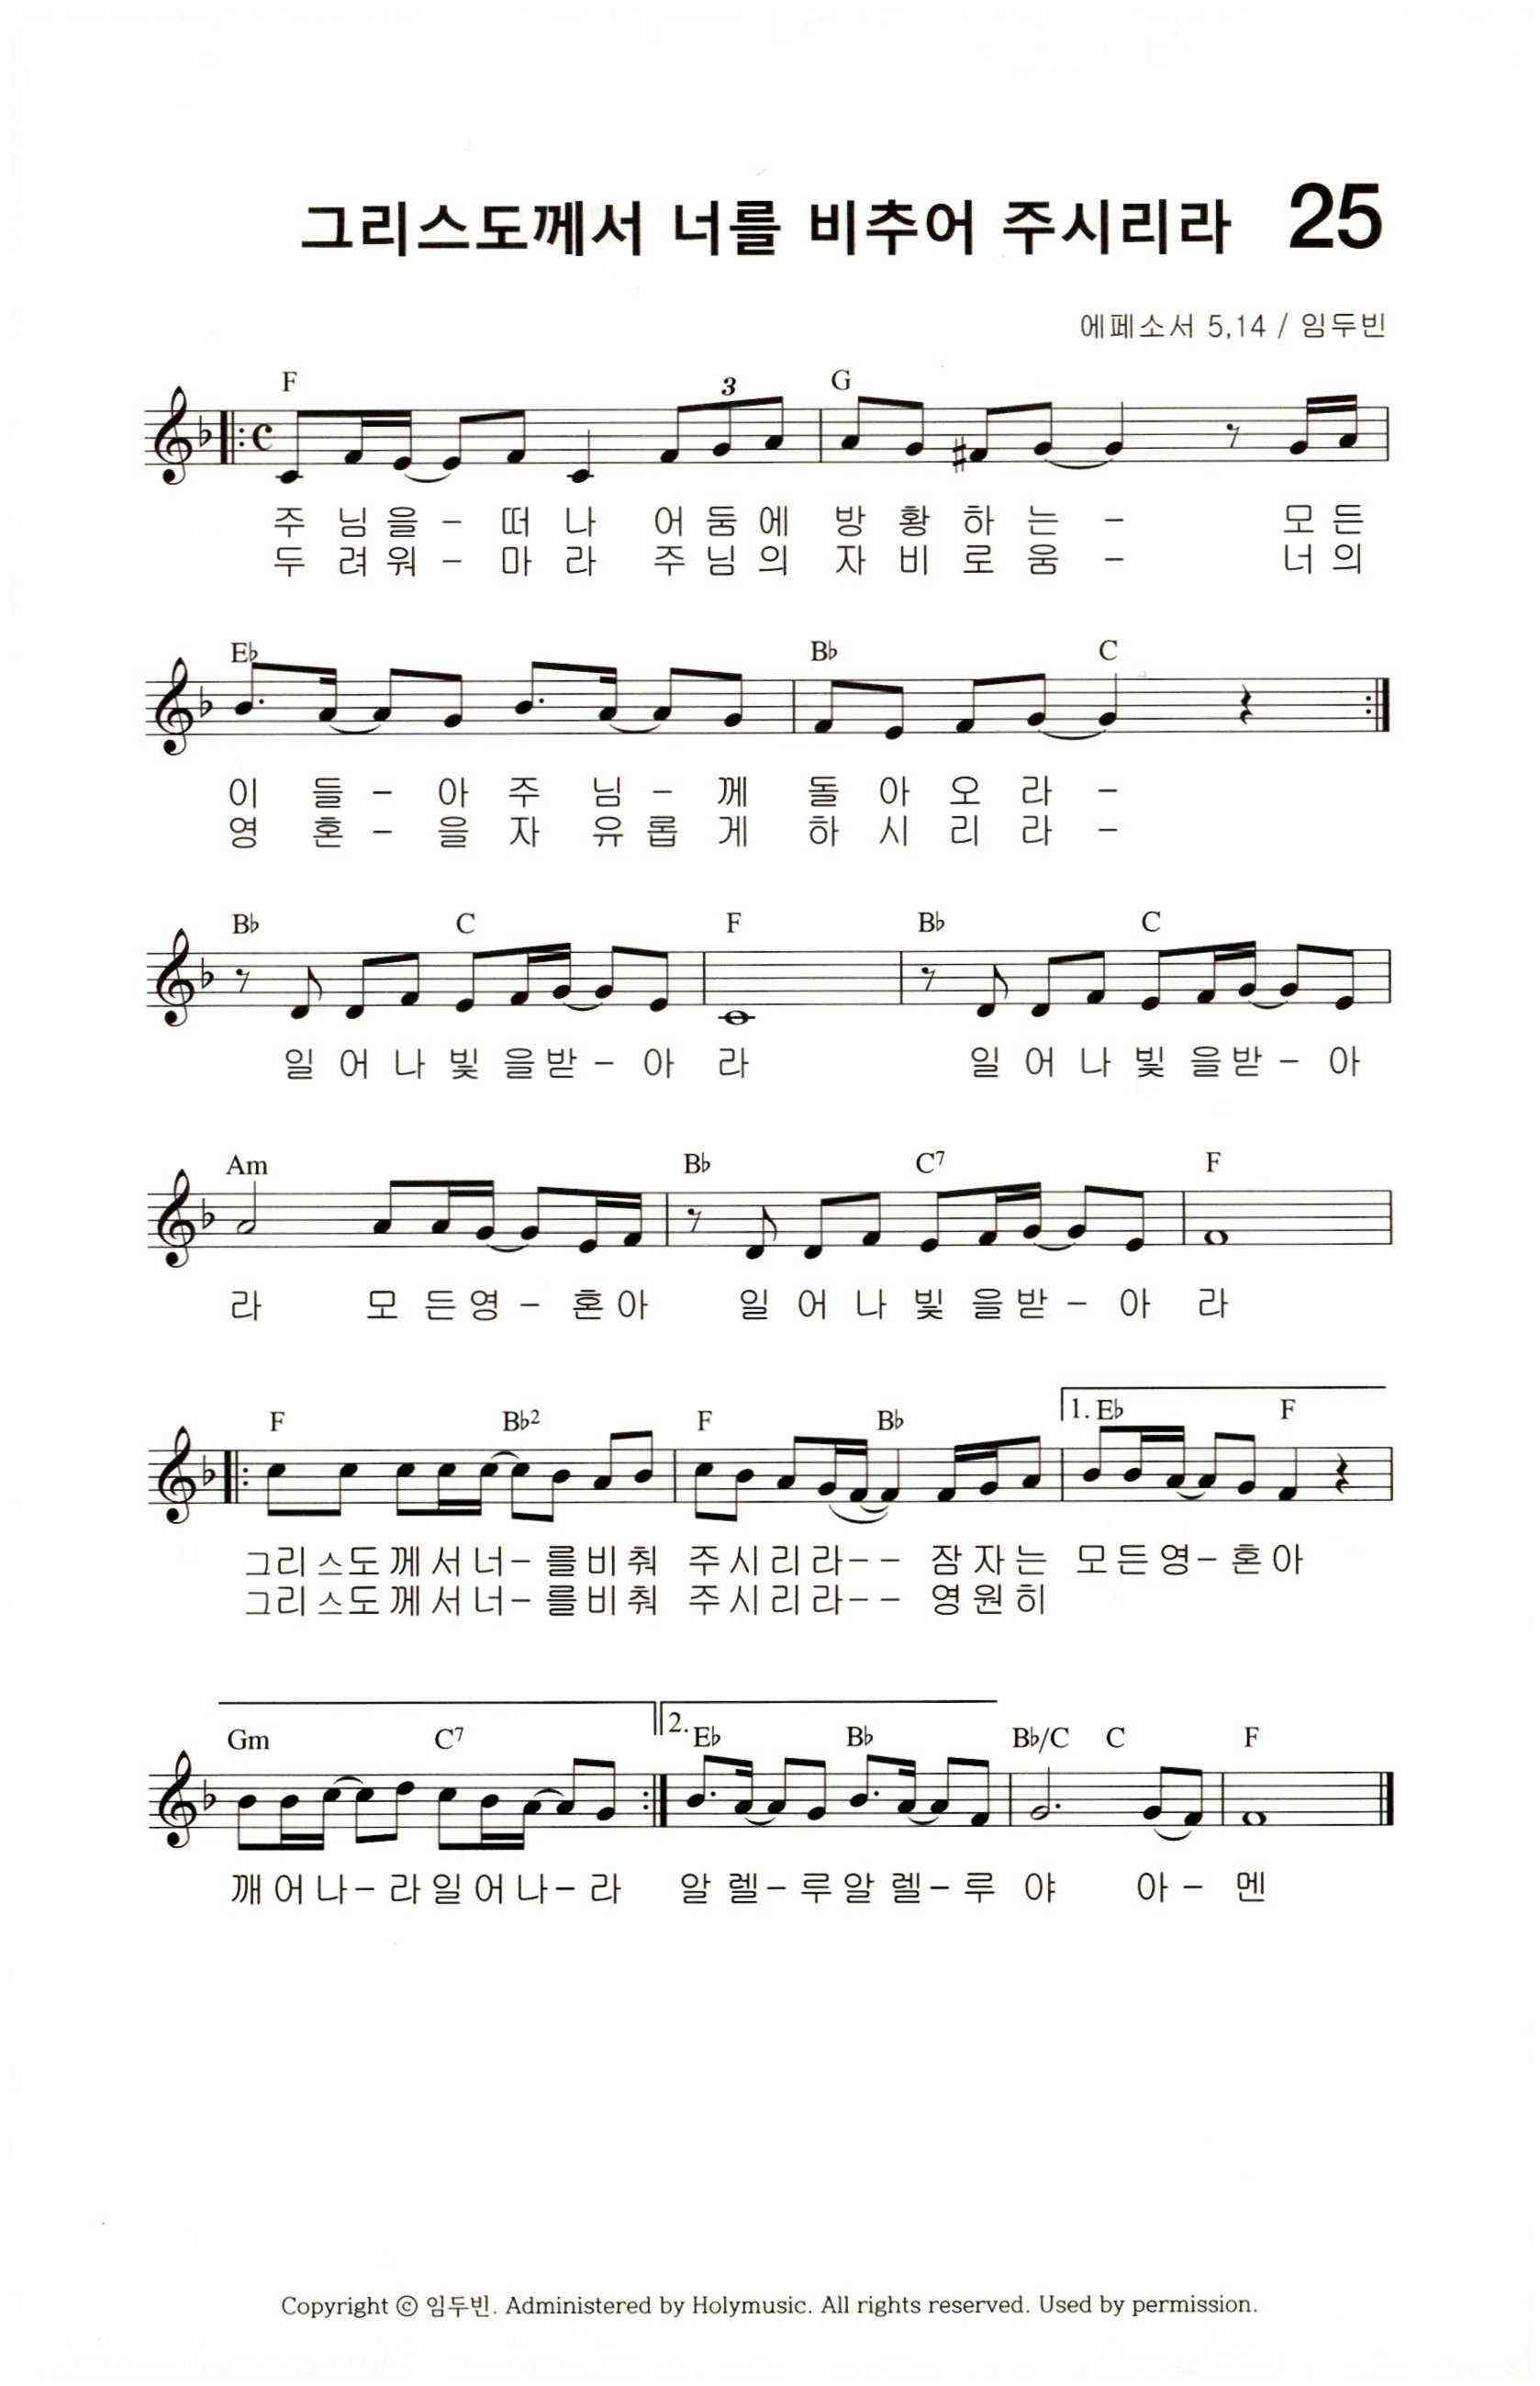 그리스도께서 너를 비추어 주시리라 25
에페소서 5,14 / 임두빈
F 3 G
주 님 을 - 떠 나 어 둠 에 방 황 하 는 - 모 든
두 려 워 - 마 라 주 님 의 자 비 로 움 - 너 의
E♭ B♭ C
이 들 - 아 주 님 - 께 돌 아 오 라 -
영 혼 - 을 자 유 롭 게 하 시 리 라 -
B♭ C F B♭ C
일 어 나 빛 을 받 - 아 라 일 어 나 빛 을 받 - 아
Am B♭ C7 F
라 모 든 영 - 혼 아 일 어 나 빛 을 받 - 아 라
F B♭2 F B♭ 1. E♭ F
그리스도께서너-를비춰 주시리라-- 잠자는 모든영-혼아
그리스도께서너-를비춰 주시리라-- 영원히
Gm C7 2. E♭ B♭ B♭/C C F
깨어나-라일어나-라 알렐-루알렐-루 야 아- 멘
Copyright ⓒ 임두빈. Administered by Holymusic. All rights reserved. Used by permission.